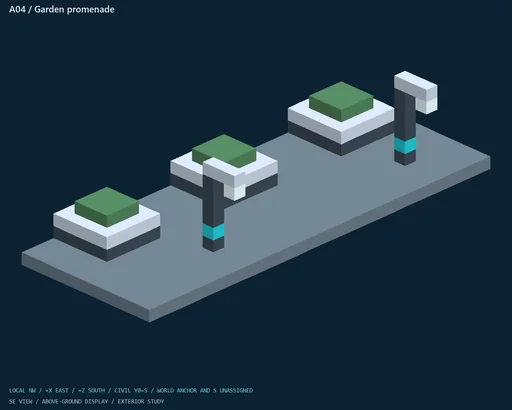 A04 / Garden promenade
LOCAL NW / +X EAST / +Z SOUTH / CIVIL Y0=S / WORLD ANCHOR AND S UNASSIGNED
SE VIEW / ABOVE-GROUND DISPLAY / EXTERIOR STUDY